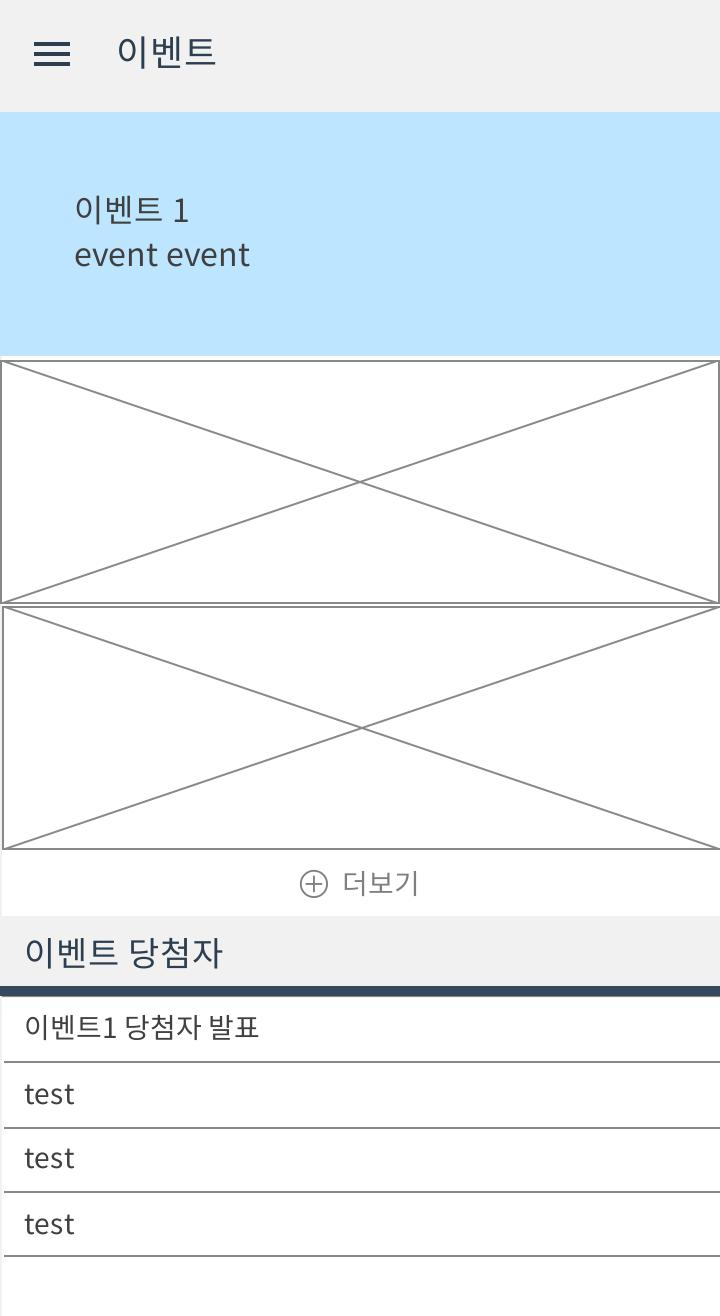 이벤트
이벤트 1
event event
더보기
이벤트 당첨자
이벤트1 당첨자 발표
test
test
test